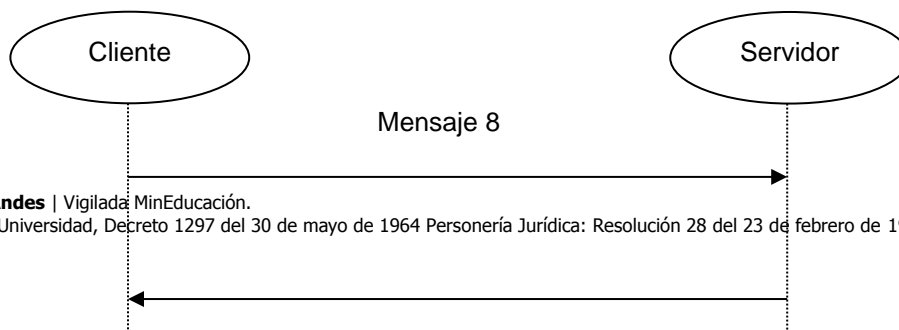 Cliente
Servidor
Mensaje 8
Andes | Vigilada MinEducación.
Universidad, Decreto 1297 del 30 de mayo de 1964 Personería Jurídica: Resolución 28 del 23 de febrero de 19